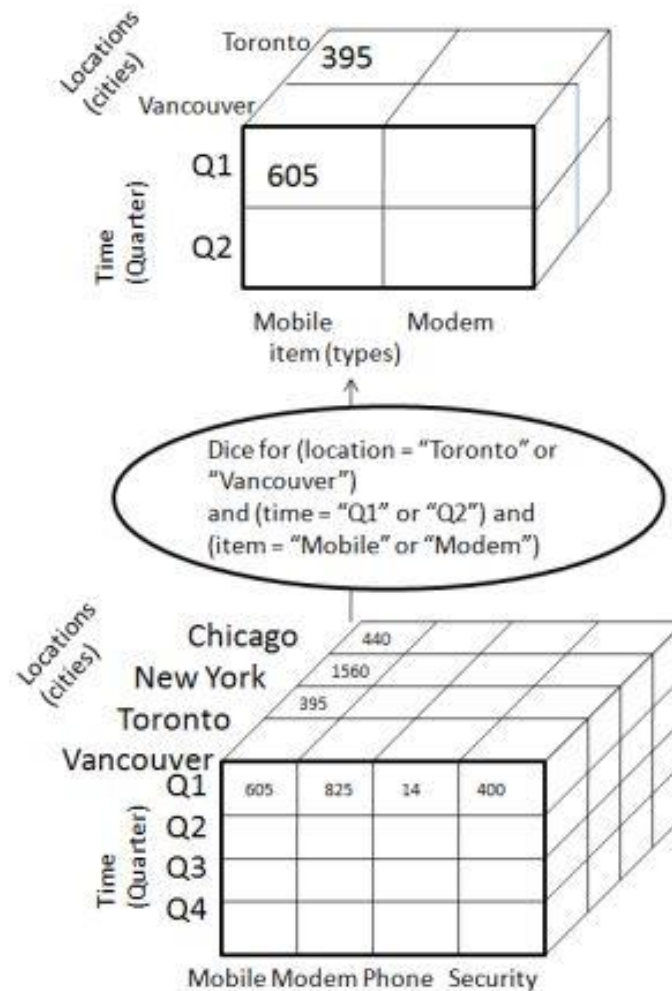 Locations
(cities)
Toronto
395
Vancouver
Time
(Quarter)
Q1
605
Q2
Mobile Modem
item (types)
Dice for (location = “Toronto” or
“Vancouver”)
and (time = “Q1” or “Q2”) and
(item = “Mobile” or “Modem”)
Locations
(cities)
Chicago 440
New York 1560
Toronto 395
Vancouver
Time
(Quarter)
Q1 605 825 14 400
Q2
Q3
Q4
Mobile Modem Phone Security